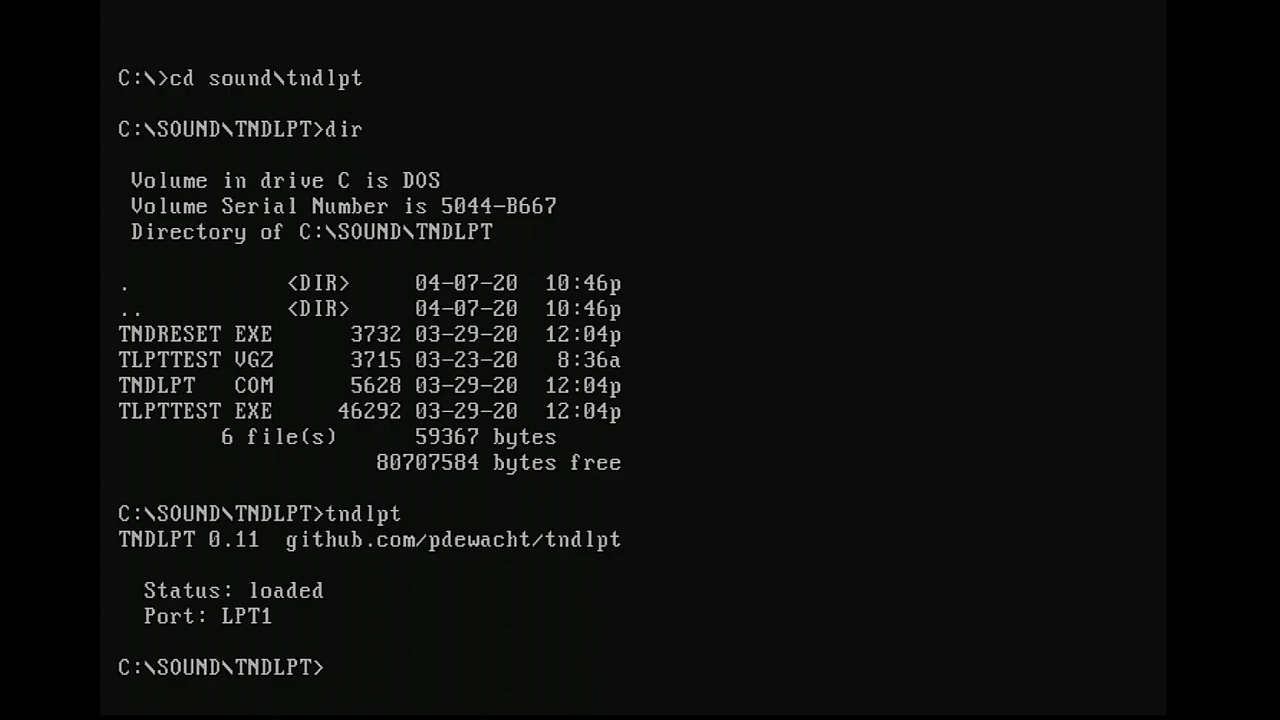 C:\>cd sound\tndlpt
C:\SOUND\TNDLPT>dir
Volume in drive C is DOS
Volume Serial Number is 5044-B667
Directory of C:\SOUND\TNDLPT
. <DIR> 04-07-20 10:46p
.. <DIR> 04-07-20 10:46p
TNDRESET EXE 3732 03-29-20 12:04p
TLPTTEST VGZ 3715 03-23-20 8:36a
TNDLPT COM 5628 03-29-20 12:04p
TLPTTEST EXE 46292 03-29-20 12:04p
6 file(s) 59367 bytes
80707584 bytes free
C:\SOUND\TNDLPT>tndlpt
TNDLPT 0.11 github.com/pdewacht/tndlpt
Status: loaded
Port: LPT1
C:\SOUND\TNDLPT>